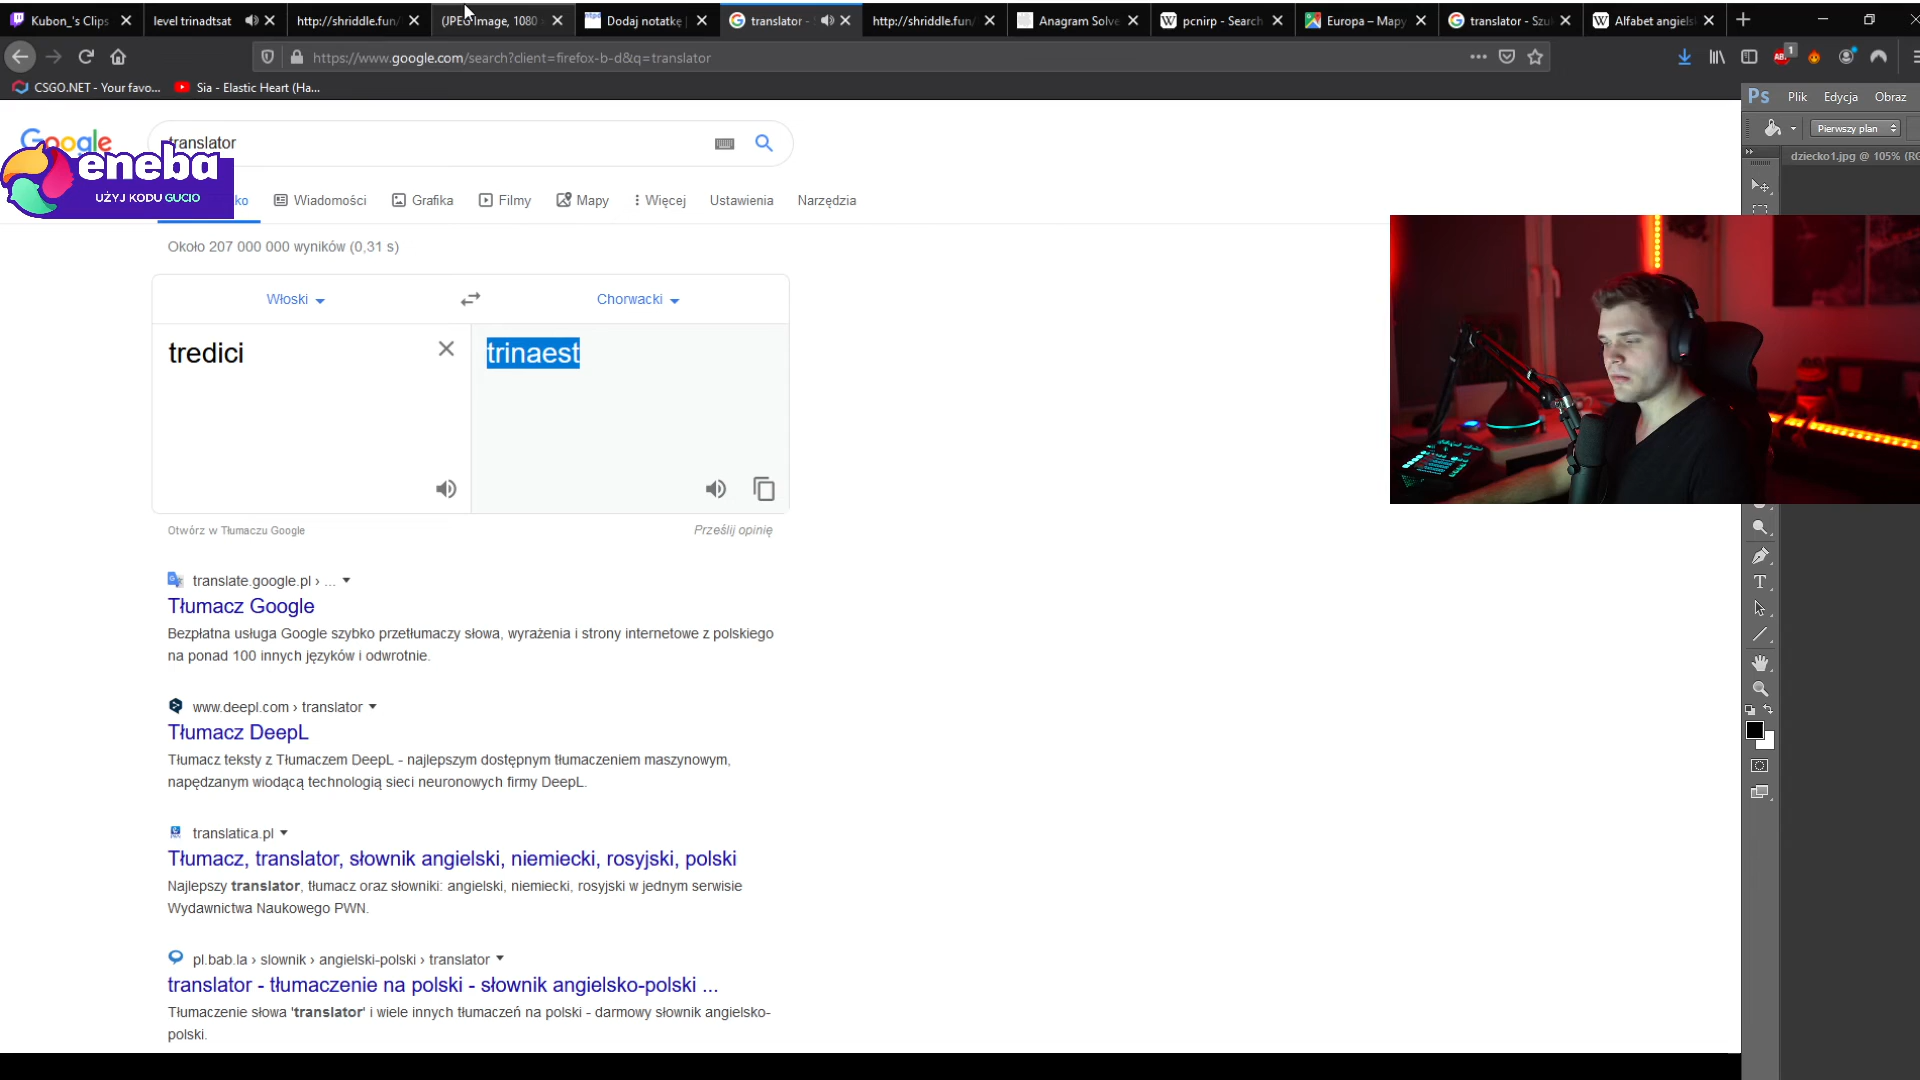 Kubon_'s Clips
level trinadtsat
http://shriddle.fun/
(JPEG Image, 1080
Dodaj notatkę |
translator -
http://shriddle.fun/
Anagram Solve
pcnirp - Search
Europa – Mapy
translator - Szu
Alfabet angiels
https://www.google.com/search?client=firefox-b-d&q=translator
1
CSGO.NET - Your favo...
Sia - Elastic Heart (Ha...
Ps
Plik
Edycja
Obraz
Pierwszy plan
dziecko1.jpg @ 105% (RG
Google
translator
eneba
UŻYJ KODU GUCIO
Wiadomości
Grafika
Filmy
Mapy
Więcej
Ustawienia
Narzędzia
Około 207 000 000 wyników (0,31 s)
Włoski
Chorwacki
tredici
trinaest
Otwórz w Tłumaczu Google
Prześlij opinię
translate.google.pl › ...
Tłumacz Google
Bezpłatna usługa Google szybko przetłumaczy słowa, wyrażenia i strony internetowe z polskiego
na ponad 100 innych języków i odwrotnie.
www.deepl.com › translator
Tłumacz DeepL
Tłumacz teksty z Tłumaczem DeepL - najlepszym dostępnym tłumaczeniem maszynowym,
napędzanym wiodącą technologią sieci neuronowych firmy DeepL.
translatica.pl
Tłumacz, translator, słownik angielski, niemiecki, rosyjski, polski
Najlepszy translator, tłumacz oraz słowniki: angielski, niemiecki, rosyjski w jednym serwisie
Wydawnictwa Naukowego PWN.
pl.bab.la › slownik › angielski-polski › translator
translator - tłumaczenie na polski - słownik angielsko-polski ...
Tłumaczenie słowa 'translator' i wiele innych tłumaczeń na polski - darmowy słownik angielsko-
polski.